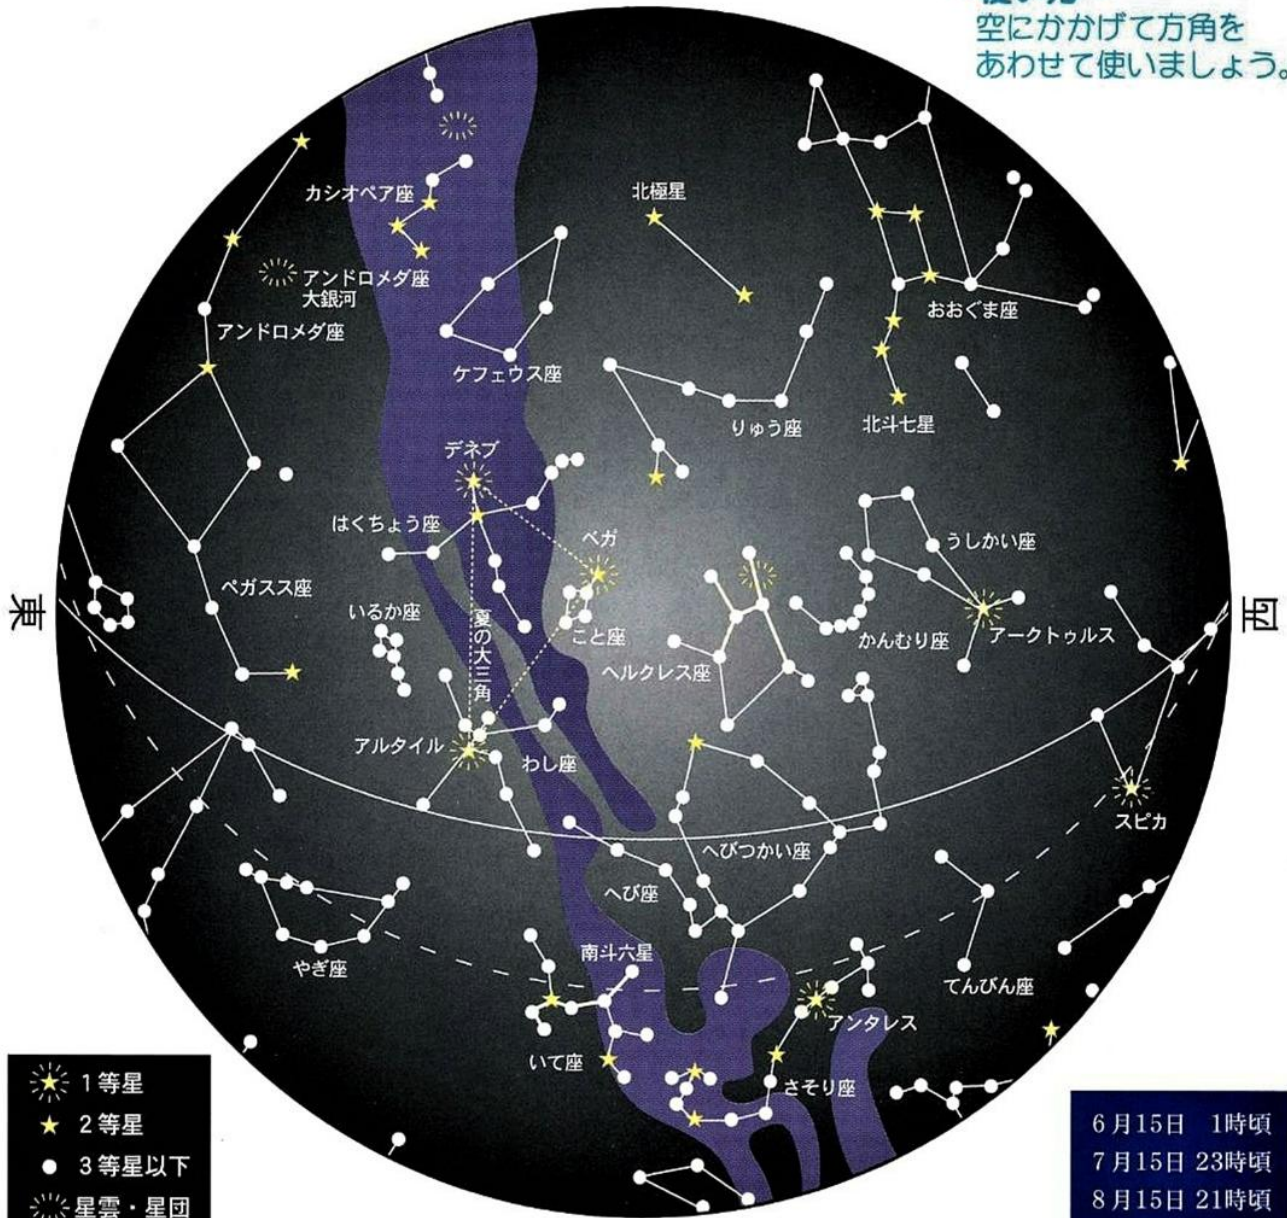 空にかかげて方角を
あわせて使いましょう。
カシオペア座
北極星
アンドロメダ座
大銀河
おおぐま座
アンドロメダ座
ケフェウス座
りゅう座
北斗七星
デネブ
はくちょう座
ベガ
うしかい座
ペガスス座
いるか座
夏の大三角
こと座
かんむり座
アークトゥルス
東
西
ヘルクレス座
アルタイル
わし座
スピカ
へびつかい座
へび座
南斗六星
やぎ座
てんびん座
アンタレス
いて座
さそり座
1等星
2等星
3等星以下
星雲・星団
6月15日 1時頃
7月15日 23時頃
8月15日 21時頃